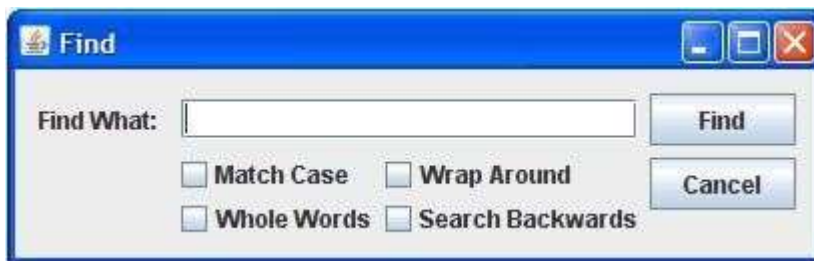 Find
Find What: Find
Match Case Wrap Around Cancel
Whole Words Search Backwards